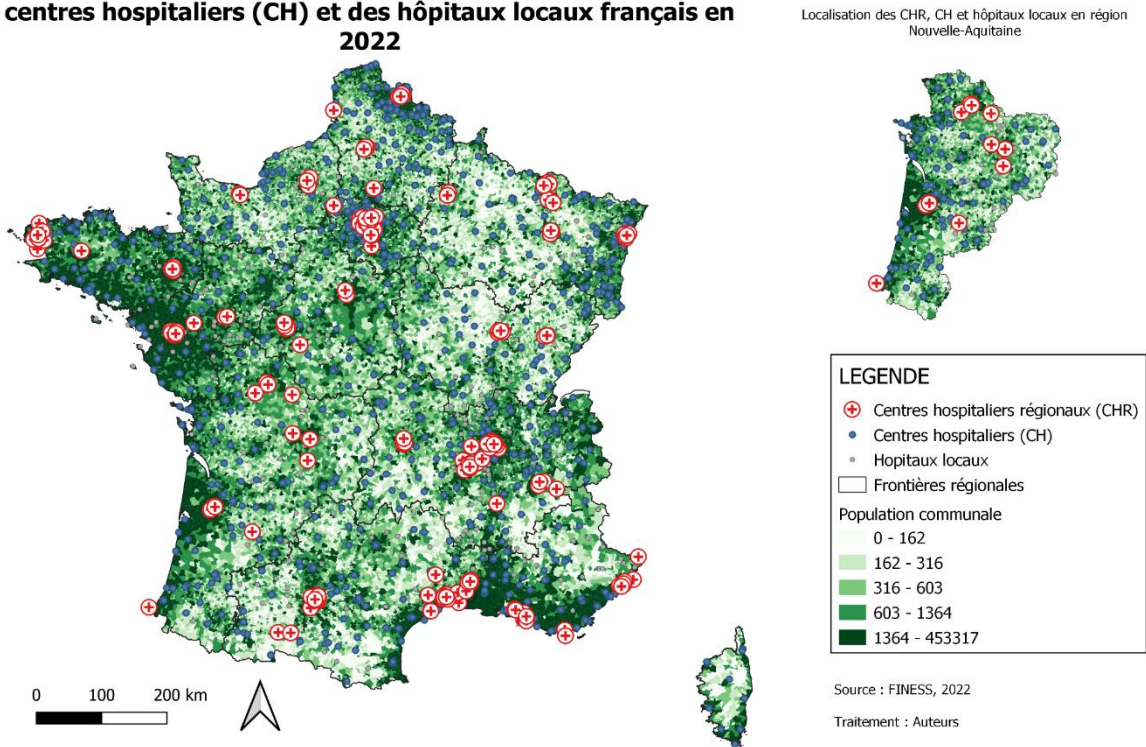 centres hospitaliers (CH) et des hôpitaux locaux français en
2022
Localisation des CHR, CH et hôpitaux locaux en région
Nouvelle-Aquitaine
LEGENDE
Centres hospitaliers régionaux (CHR)
Centres hospitaliers (CH)
Hopitaux locaux
Frontières régionales
Population communale
0 - 162
162 - 316
316 - 603
603 - 1364
1364 - 453317
0 100 200 km
Source : FINESS, 2022
Traitement : Auteurs